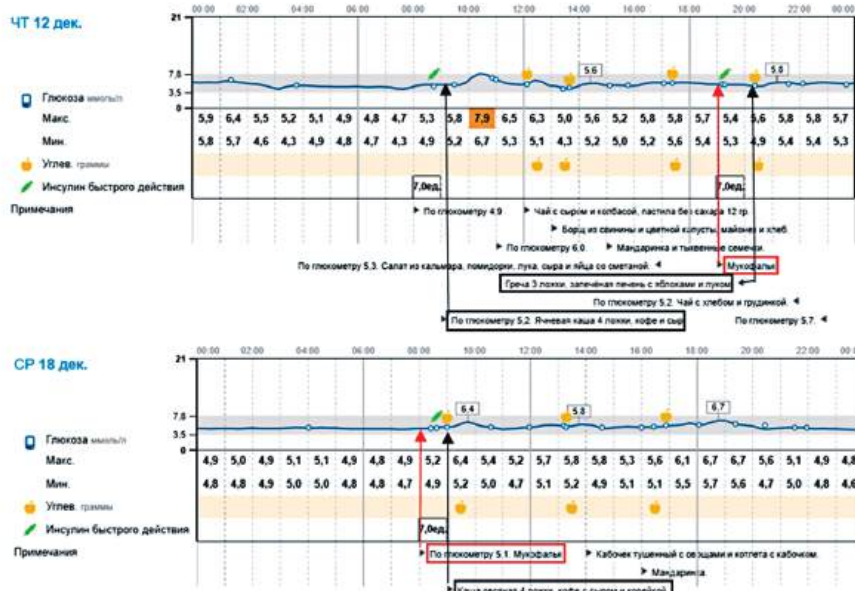 ЧТ 12 дек.
00:00 02:00 04:00 06:00 08:00 10:00 12:00 14:00 16:00 18:00 20:00 22:00 00:00
21
7,8
3,5
0
5.6
5.8
Глюкоза ммоль/л
Макс. 5,9 6,4 5,5 5,2 5,1 4,9 4,8 4,7 5,3 5,8 7,9 6,5 6,3 5,0 5,6 5,2 5,8 5,8 5,7 5,4 5,6 5,8 5,8 5,7
Мин. 5,8 5,7 4,6 4,3 4,9 4,8 4,7 4,3 4,9 5,2 6,7 5,3 5,1 4,3 5,2 5,0 5,2 5,6 5,4 5,3 4,9 5,4 5,4 5,3
Углев. граммы
Инсулин быстрого действия 7,0ед. 7,0ед.
Примечания
По глюкометру 4.9
Чай с сыром и колбасой, пастила без сахара 12 гр.
Борщ из свинины и цветной капусты, майонез и хлеб.
По глюкометру 6.0.
Мандаринка и тыквенные семечки.
По глюкометру 5.3. Салат из кальмара, помидорки, лука, сыра и яйца со сметаной.
Мукофальк
Греча 3 ложки, запечёная печень с яблоками и луком
По глюкометру 5.2. Чай с хлебом и грудинкой.
По глюкометру 5.2. Ячневая каша 4 ложки, кофе и сыр
По глюкометру 5.7.
СР 18 дек.
00:00 02:00 04:00 06:00 08:00 10:00 12:00 14:00 16:00 18:00 20:00 22:00 00:0
21
7.8
3.5
0
6.4
5.8
6.7
Глюкоза ммоль/л
Макс. 4,9 5,0 4,9 5,1 5,1 4,9 4,8 4,9 5,2 6,4 5,4 5,2 5,7 5,8 5,8 5,3 5,6 6,1 6,7 6,7 5,6 5,1 4,9 4,8
Мин. 4,8 4,8 4,9 5,0 5,0 4,8 4,8 4,7 4,9 5,2 5,0 4,7 5,1 5,2 4,9 5,1 5,1 5,5 5,7 5,6 4,7 5,0 4,8 4,6
Углев. граммы
Инсулин быстрого действия 7,0ед.
Примечания
По глюкометру 5.1. Мукофальк
Кабочек тушенный с овощами и котлета с кабочком.
Мандаринка.
4 ложки, кофе с сыром и